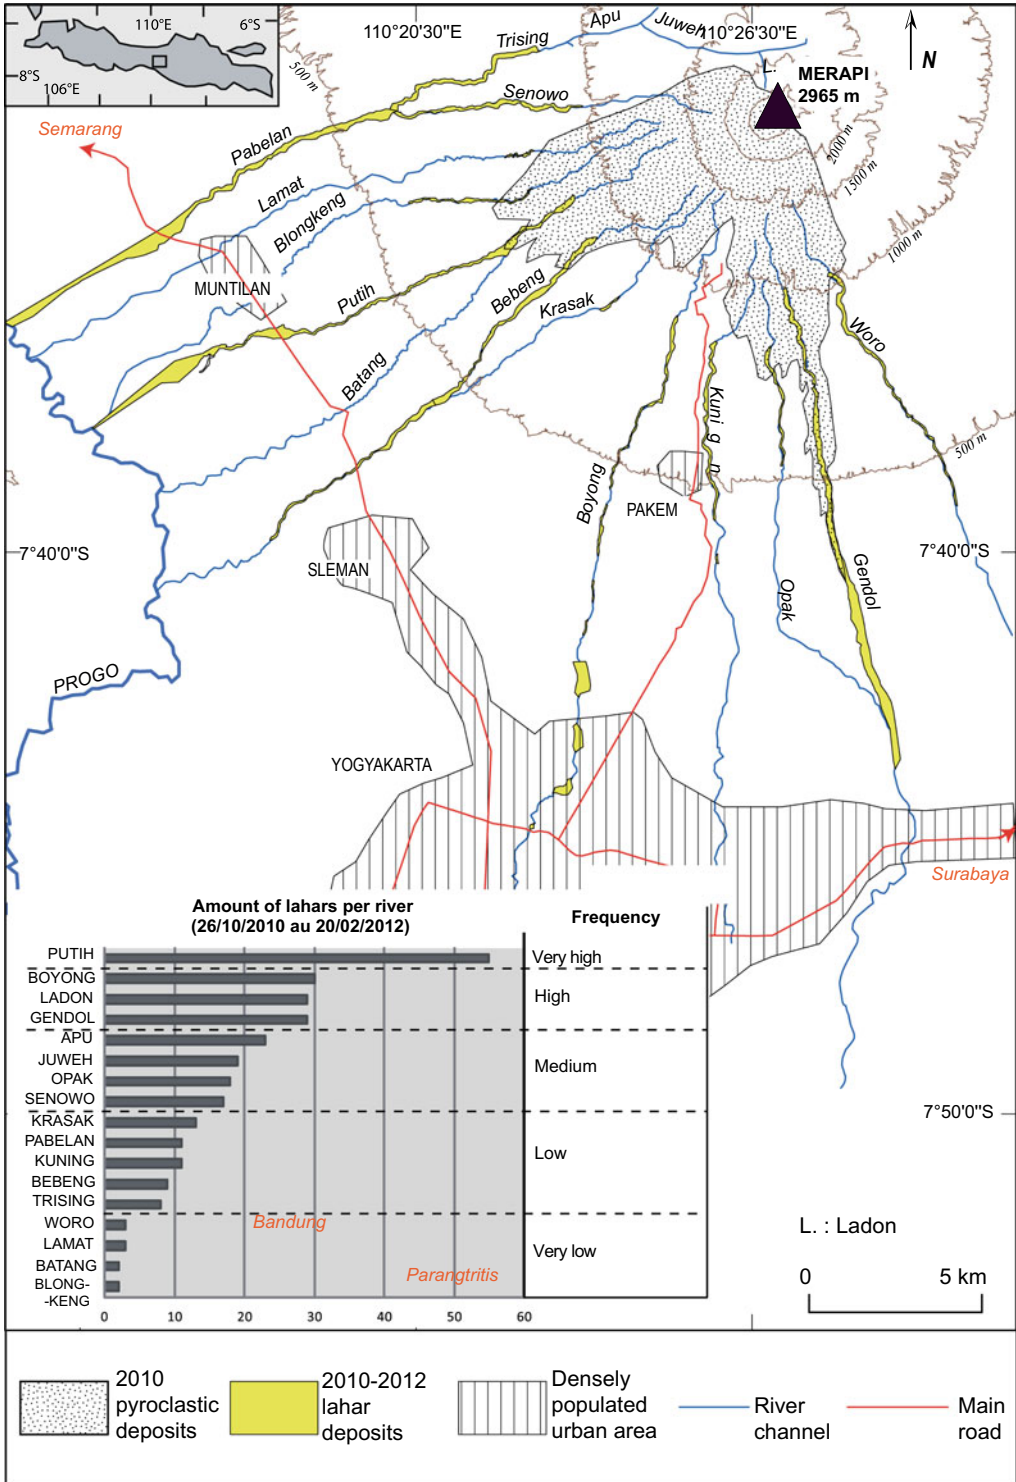 110°E
6°S
8°S
106°E
110°20'30"E
Apu
Juweh
110°26'30"E
N
Trising
L.
MERAPI
2965 m
500 m
Senowo
Semarang
Pabelan
2000 m
1500 m
Lamat
Blongkeng
1000 m
MUNTILAN
Putih
Bebeng
Krasak
Woro
Batang
Kuni g n
500 m
Boyong
PAKEM
7°40'0"S
7°40'0"S
SLEMAN
Opak
Gendol
PROGO
YOGYAKARTA
Surabaya
Amount of lahars per river
(26/10/2010 au 20/02/2012)
Frequency
PUTIH
Very high
BOYONG
LADON
High
GENDOL
APU
JUWEH
Medium
OPAK
SENOWO
KRASAK
PABELAN
Low
KUNING
BEBENG
TRISING
WORO
Bandung
LAMAT
Very low
BATANG
Parangtritis
BLONG-
-KENG
0 10 20 30 40 50 60
7°50'0"S
L. : Ladon
0 5 km
2010
pyroclastic
deposits
2010-2012
lahar
deposits
Densely
populated
urban area
River
channel
Main
road